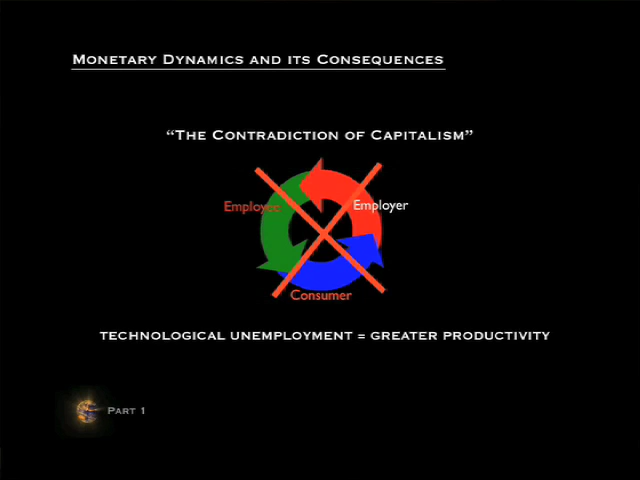 Monetary Dynamics and its Consequences
“The Contradiction of Capitalism”
Employee
Employer
Consumer
TECHNOLOGICAL UNEMPLOYMENT = GREATER PRODUCTIVITY
Part 1